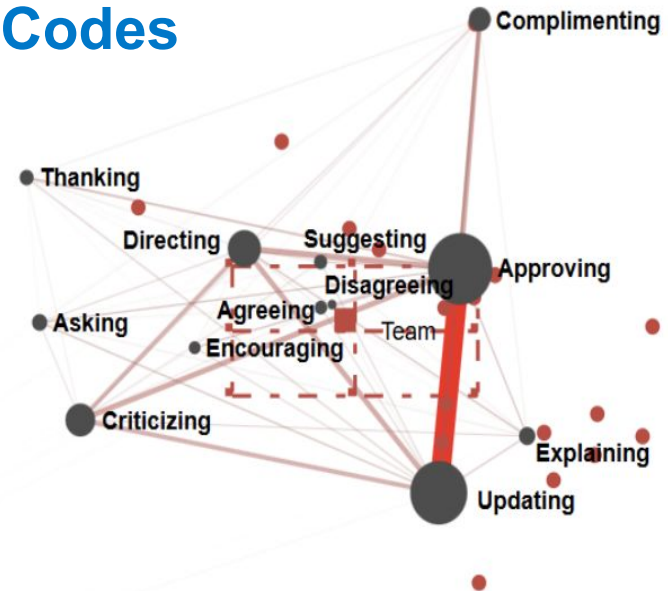 Codes
Complimenting
Thanking
Directing
Suggesting
Approving
Disagreeing
Agreeing
Asking
Team
Encouraging
Criticizing
Explaining
Updating